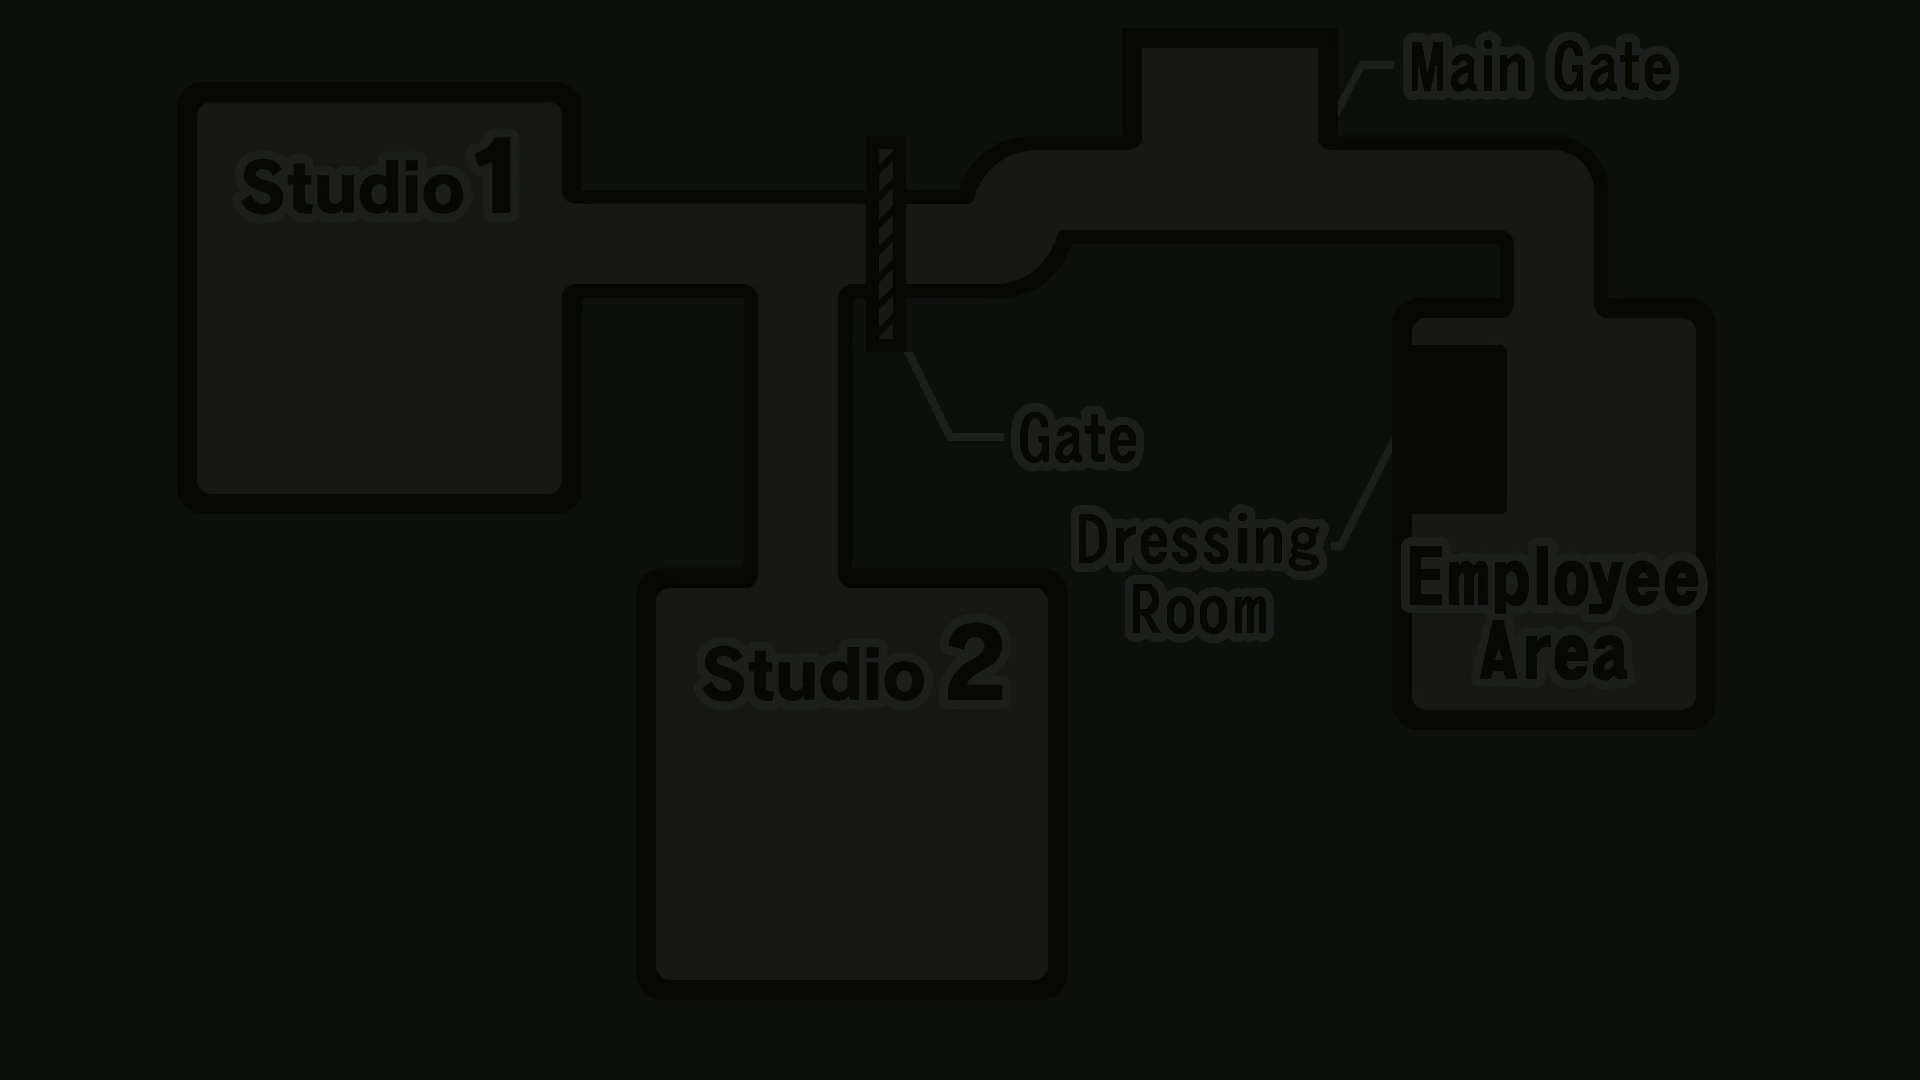 Main Gate
Studio 1
Gate
Dressing
Room
Employee
Area
Studio 2